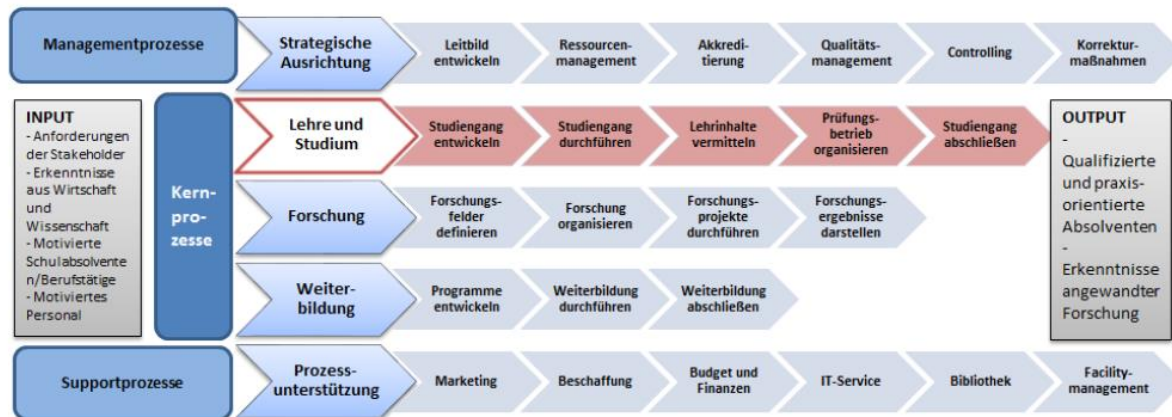 Managementprozesse
Strategische
Ausrichtung
Leitbild
entwickeln
Ressourcen-
management
Akkredi-
tierung
Qualitäts-
management
Controlling
Korrektur-
maßnahmen
INPUT
- Anforderungen
der Stakeholder
- Erkenntnisse
aus Wirtschaft
und
Wissenschaft
- Motivierte
Schulabsolvente
n/Berufstätige
- Motiviertes
Personal
Kern-
pro-
zesse
Lehre und
Studium
Studiengang
entwickeln
Studiengang
durchführen
Lehrinhalte
vermitteln
Prüfungs-
betrieb
organisieren
Studiengang
abschließen
Forschung
Forschungs-
felder
definieren
Forschung
organisieren
Forschungs-
projekte
durchführen
Forschungs-
ergebnisse
darstellen
Weiter-
bildung
Programme
entwickeln
Weiterbildung
durchführen
Weiterbildung
abschließen
OUTPUT
-
Qualifizierte
und praxis-
orientierte
Absolventen
-
Erkenntnisse
angewandter
Forschung
Supportprozesse
Prozess-
unterstützung
Marketing
Beschaffung
Budget und
Finanzen
IT-Service
Bibliothek
Facility-
management